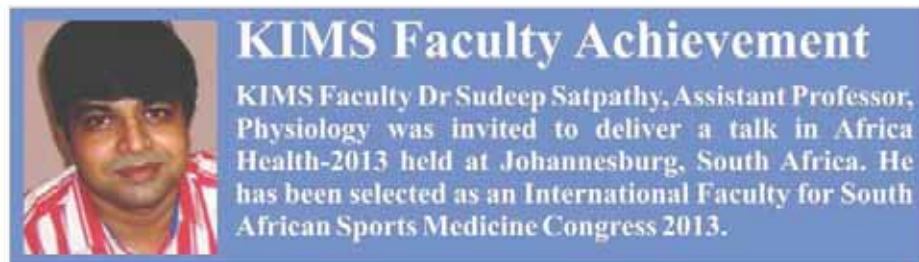 KIMS Faculty Achievement
KIMS Faculty Dr Sudeep Satpathy, Assistant Professor,
Physiology was invited to deliver a talk in Africa
Health-2013 held at Johannesburg, South Africa. He
has been selected as an International Faculty for South
African Sports Medicine Congress 2013.